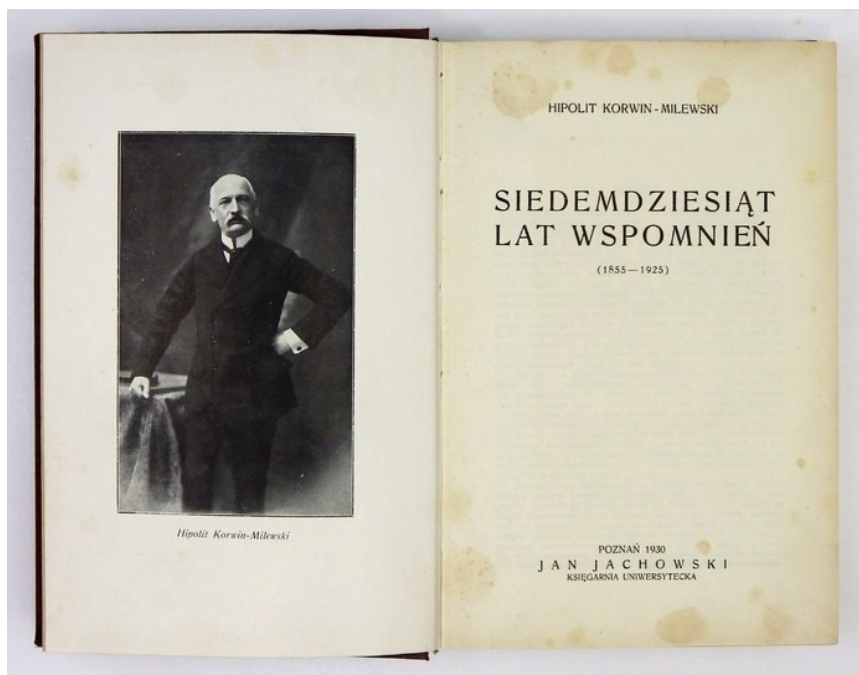 Hipolit Korwin-Milewski
HIPOLIT KORWIN-MILEWSKI
SIEDEMDZIESIĄT
LAT WSPOMNIEŃ
(1855—1925)
POZNAŃ 1930
JAN JACHOWSKI
KSIĘGARNIA UNIWERSYTECKA